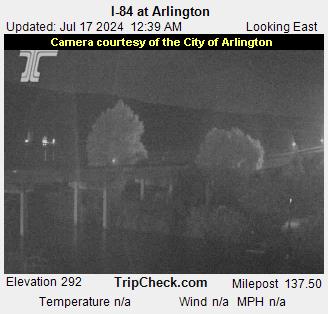 I-84 at Arlington
Updated: Jul 17 2024 12:39 AM Looking East
Camera courtesy of the City of Arlington
Elevation 292 TripCheck.com Milepost 137.50
Temperature n/a Wind n/a MPH n/a